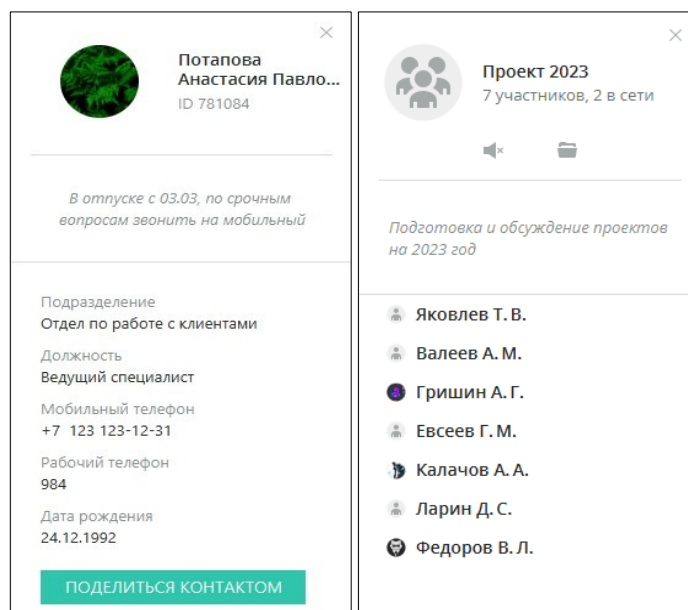 Потапова
Анастасия Павло...
ID 781084
В отпуске с 03.03, по срочным
вопросам звонить на мобильный
Подразделение
Отдел по работе с клиентами
Должность
Ведущий специалист
Мобильный телефон
+7 123 123-12-31
Рабочий телефон
984
Дата рождения
24.12.1992
ПОДЕЛИТЬСЯ КОНТАКТОМ
Проект 2023
7 участников, 2 в сети
Подготовка и обсуждение проектов
на 2023 год
Яковлев Т. В.
Валеев А. М.
Гришин А. Г.
Евсеев Г. М.
Калачов А. А.
Ларин Д. С.
Федоров В. Л.